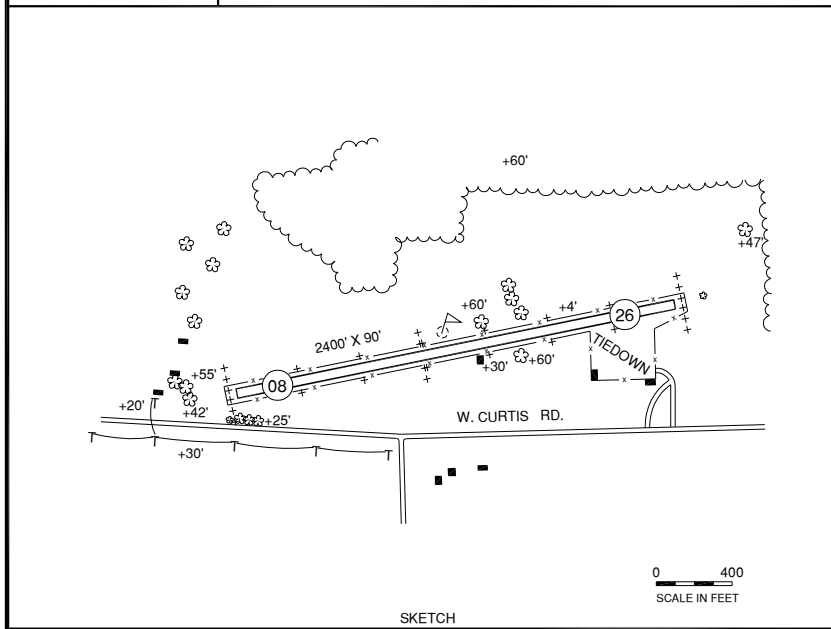 +60'
+47'
+60'
+4'
26
2400' X 90'
TIEDOWN
+30'
+60'
+55'
08
+20'
+42'
+25'
W. CURTIS RD.
+30'
0 400
SCALE IN FEET
SKETCH